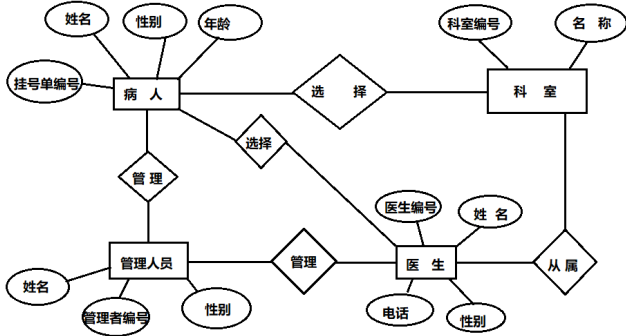 姓名
性别
年龄
科室编号
名 称
挂号单编号
病 人
选 择
科 室
选择
管 理
医生编号
姓 名
管理人员
管理
医 生
从 属
姓名
管理者编号
性别
电话
性别